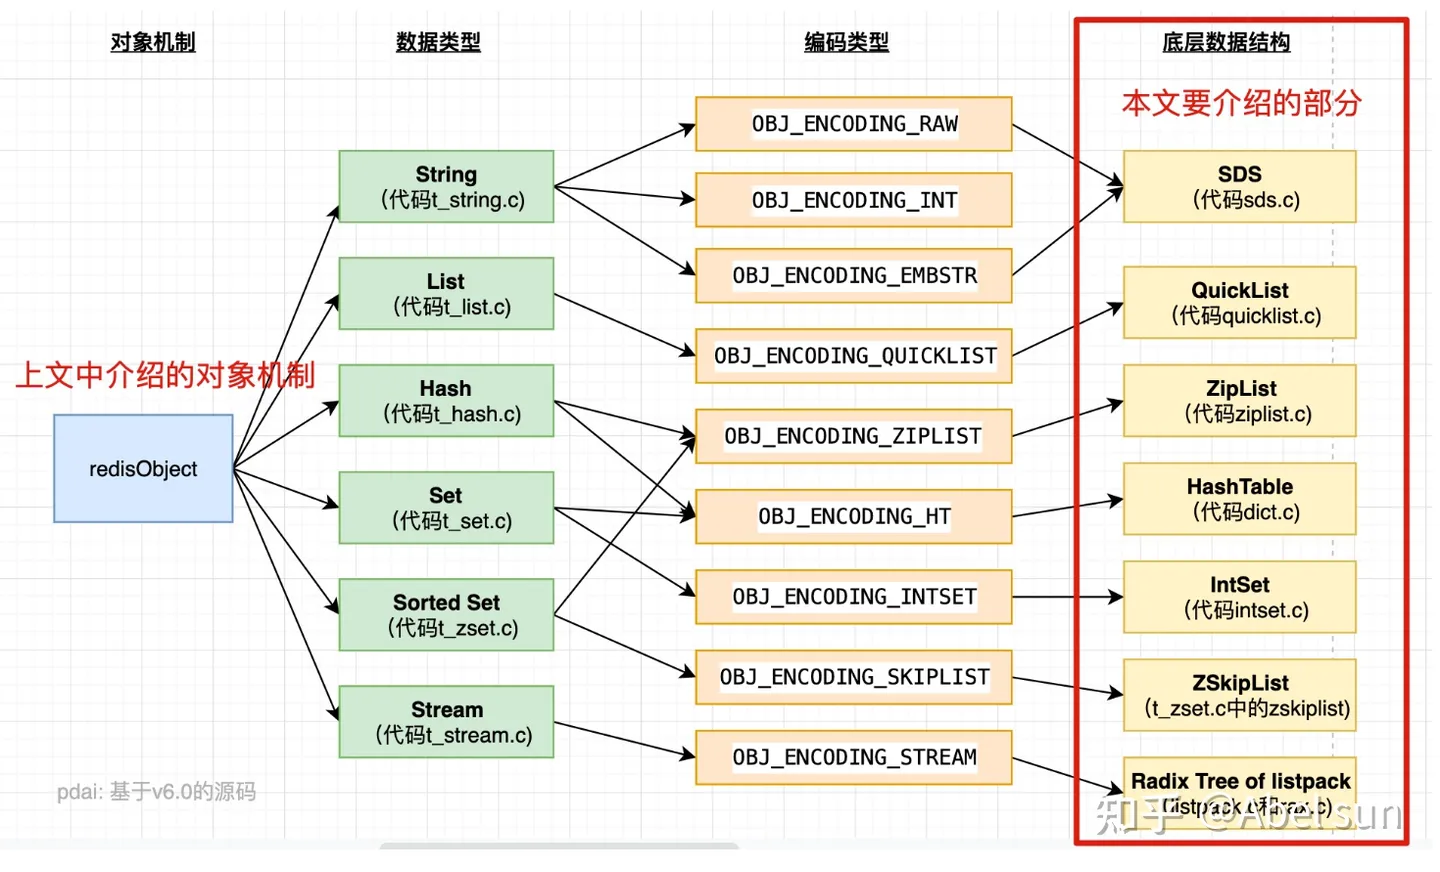 对象机制
数据类型
编码类型
底层数据结构
本文要介绍的部分
上文中介绍的对象机制
redisObject
String
(代码t_string.c)
List
(代码t_list.c)
Hash
(代码t_hash.c)
Set
(代码t_set.c)
Sorted Set
(代码t_zset.c)
Stream
(代码t_stream.c)
OBJ_ENCODING_RAW
OBJ_ENCODING_INT
OBJ_ENCODING_EMBSTR
OBJ_ENCODING_QUICKLIST
OBJ_ENCODING_ZIPLIST
OBJ_ENCODING_HT
OBJ_ENCODING_INTSET
OBJ_ENCODING_SKIPLIST
OBJ_ENCODING_STREAM
SDS
(代码sds.c)
QuickList
(代码quicklist.c)
ZipList
(代码ziplist.c)
HashTable
(代码dict.c)
IntSet
(代码intset.c)
ZSkipList
(t_zset.c中的zskiplist)
Radix Tree of listpack
(listpack.c和rax.c)
pdai: 基于v6.0的源码
知乎 @Abel sun